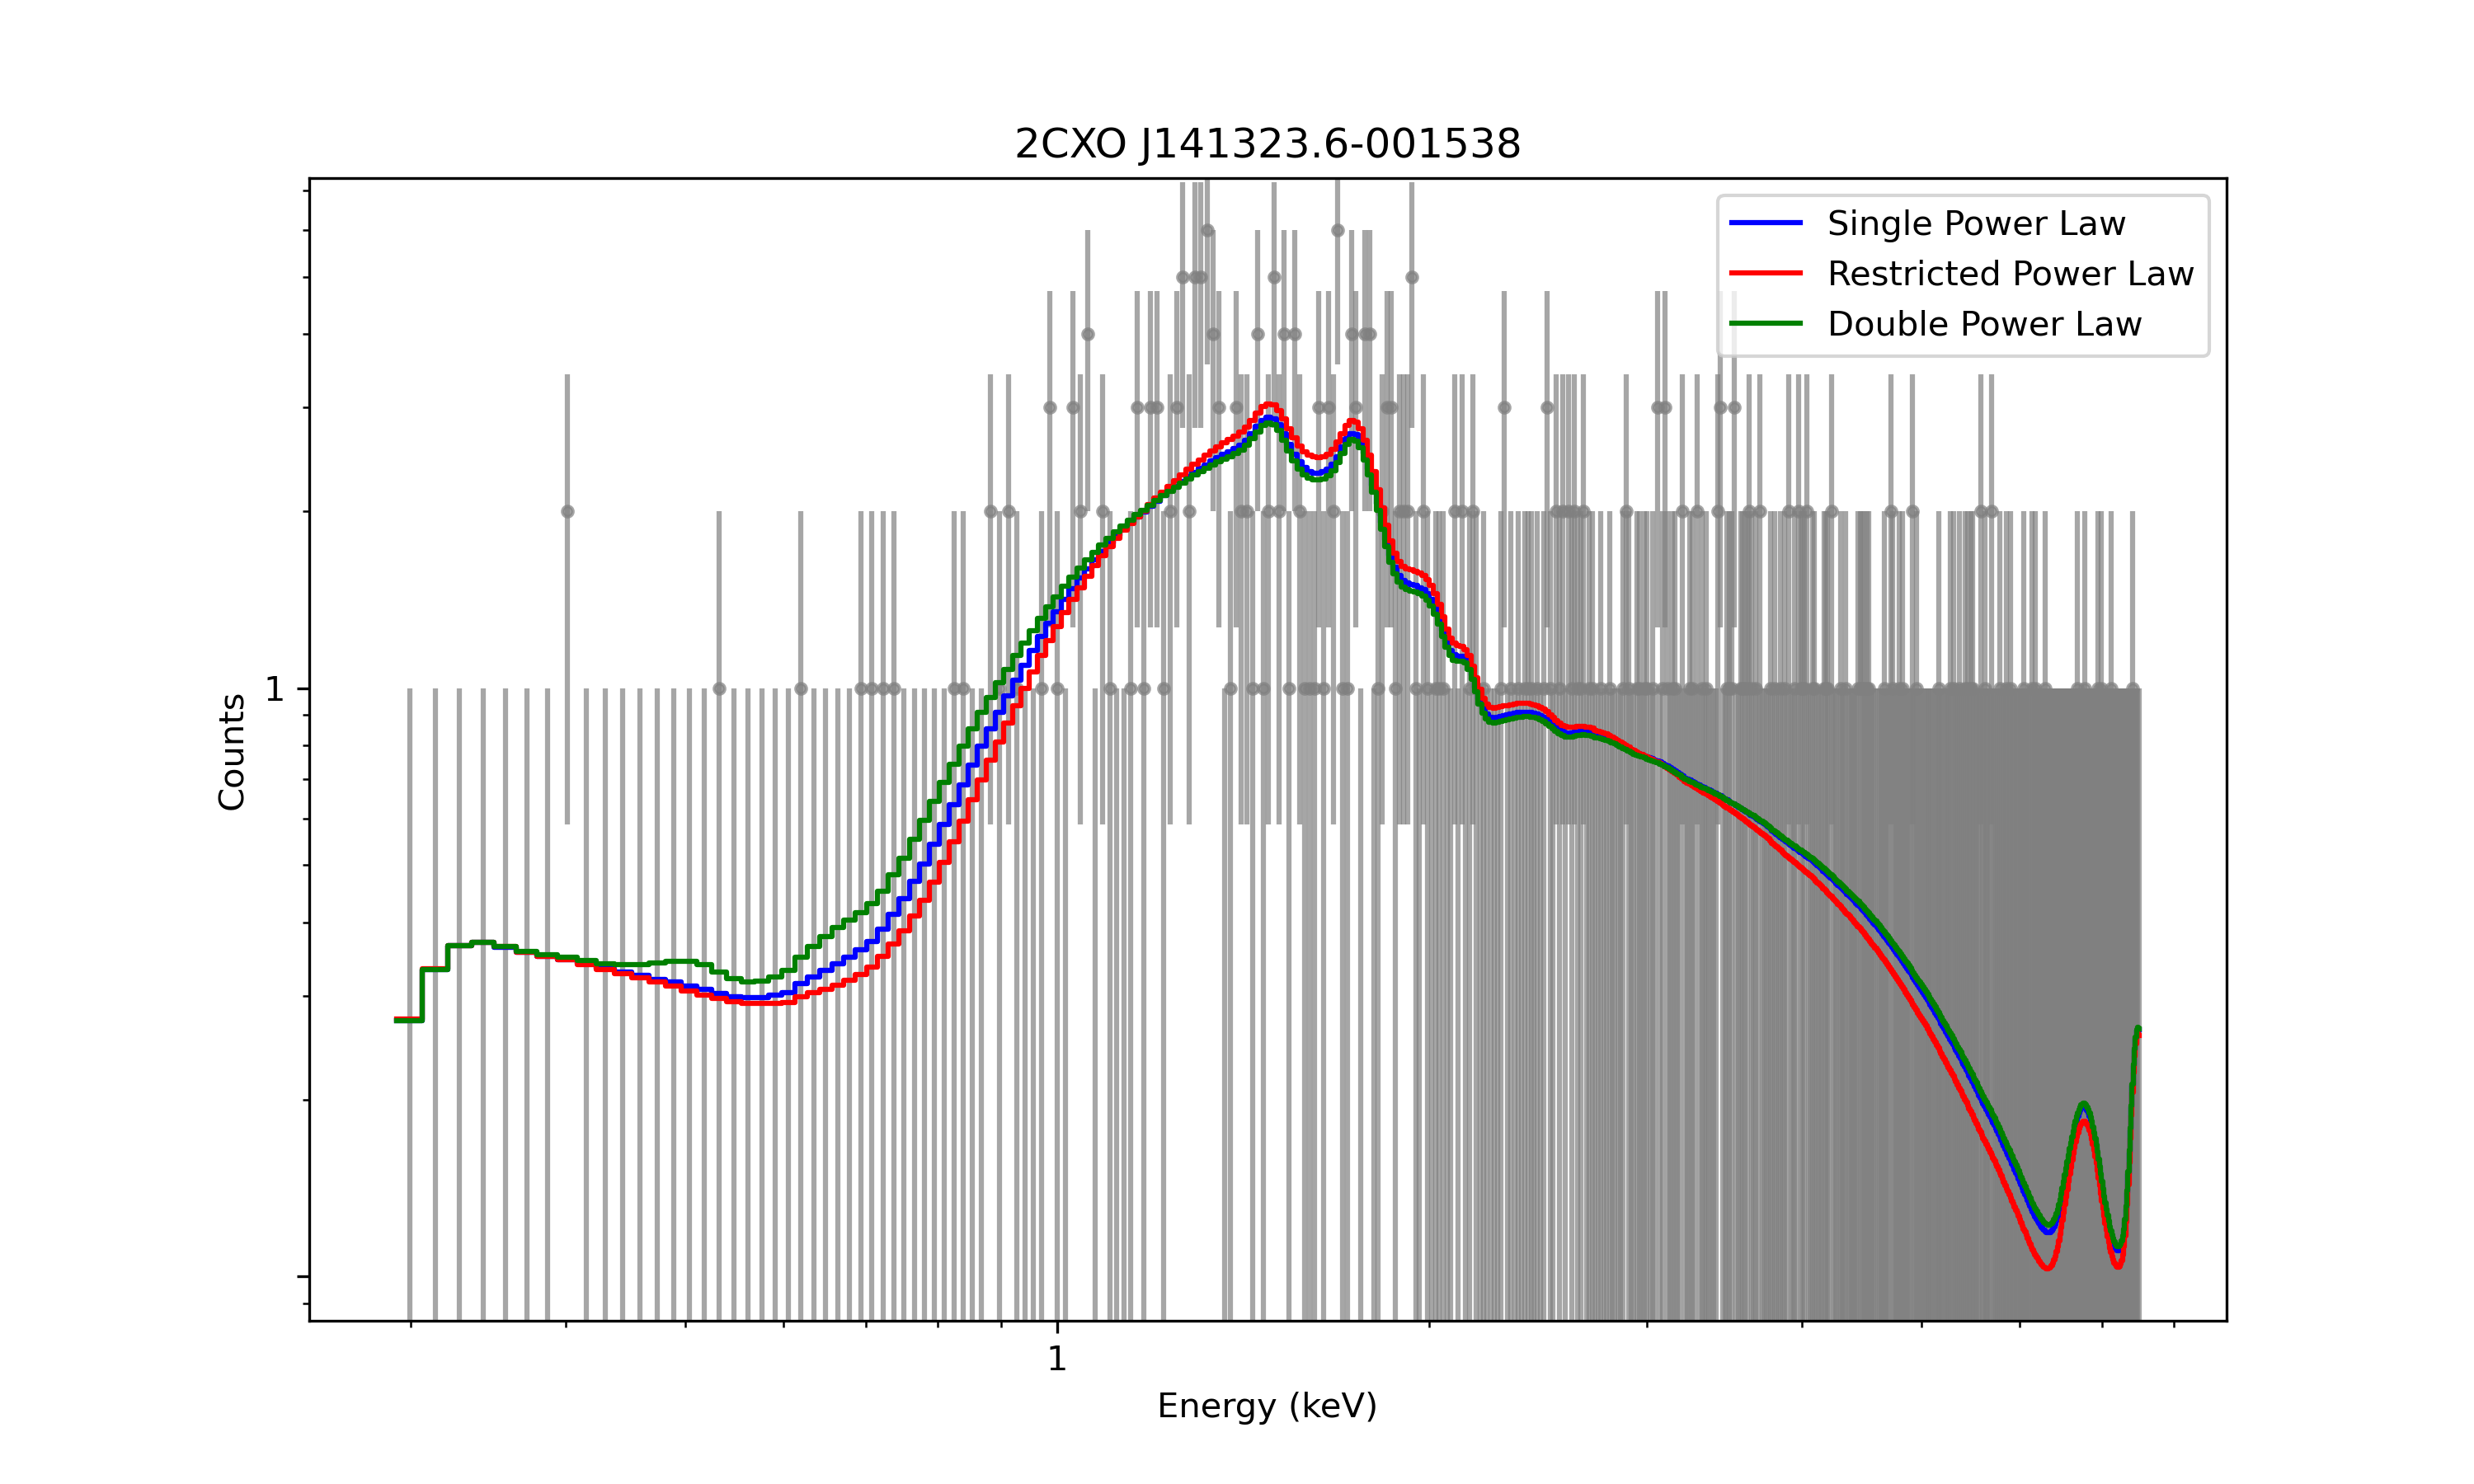 2CXO J141323.6-001538
Single Power Law
Restricted Power Law
Double Power Law
1
Counts
1
Energy (keV)